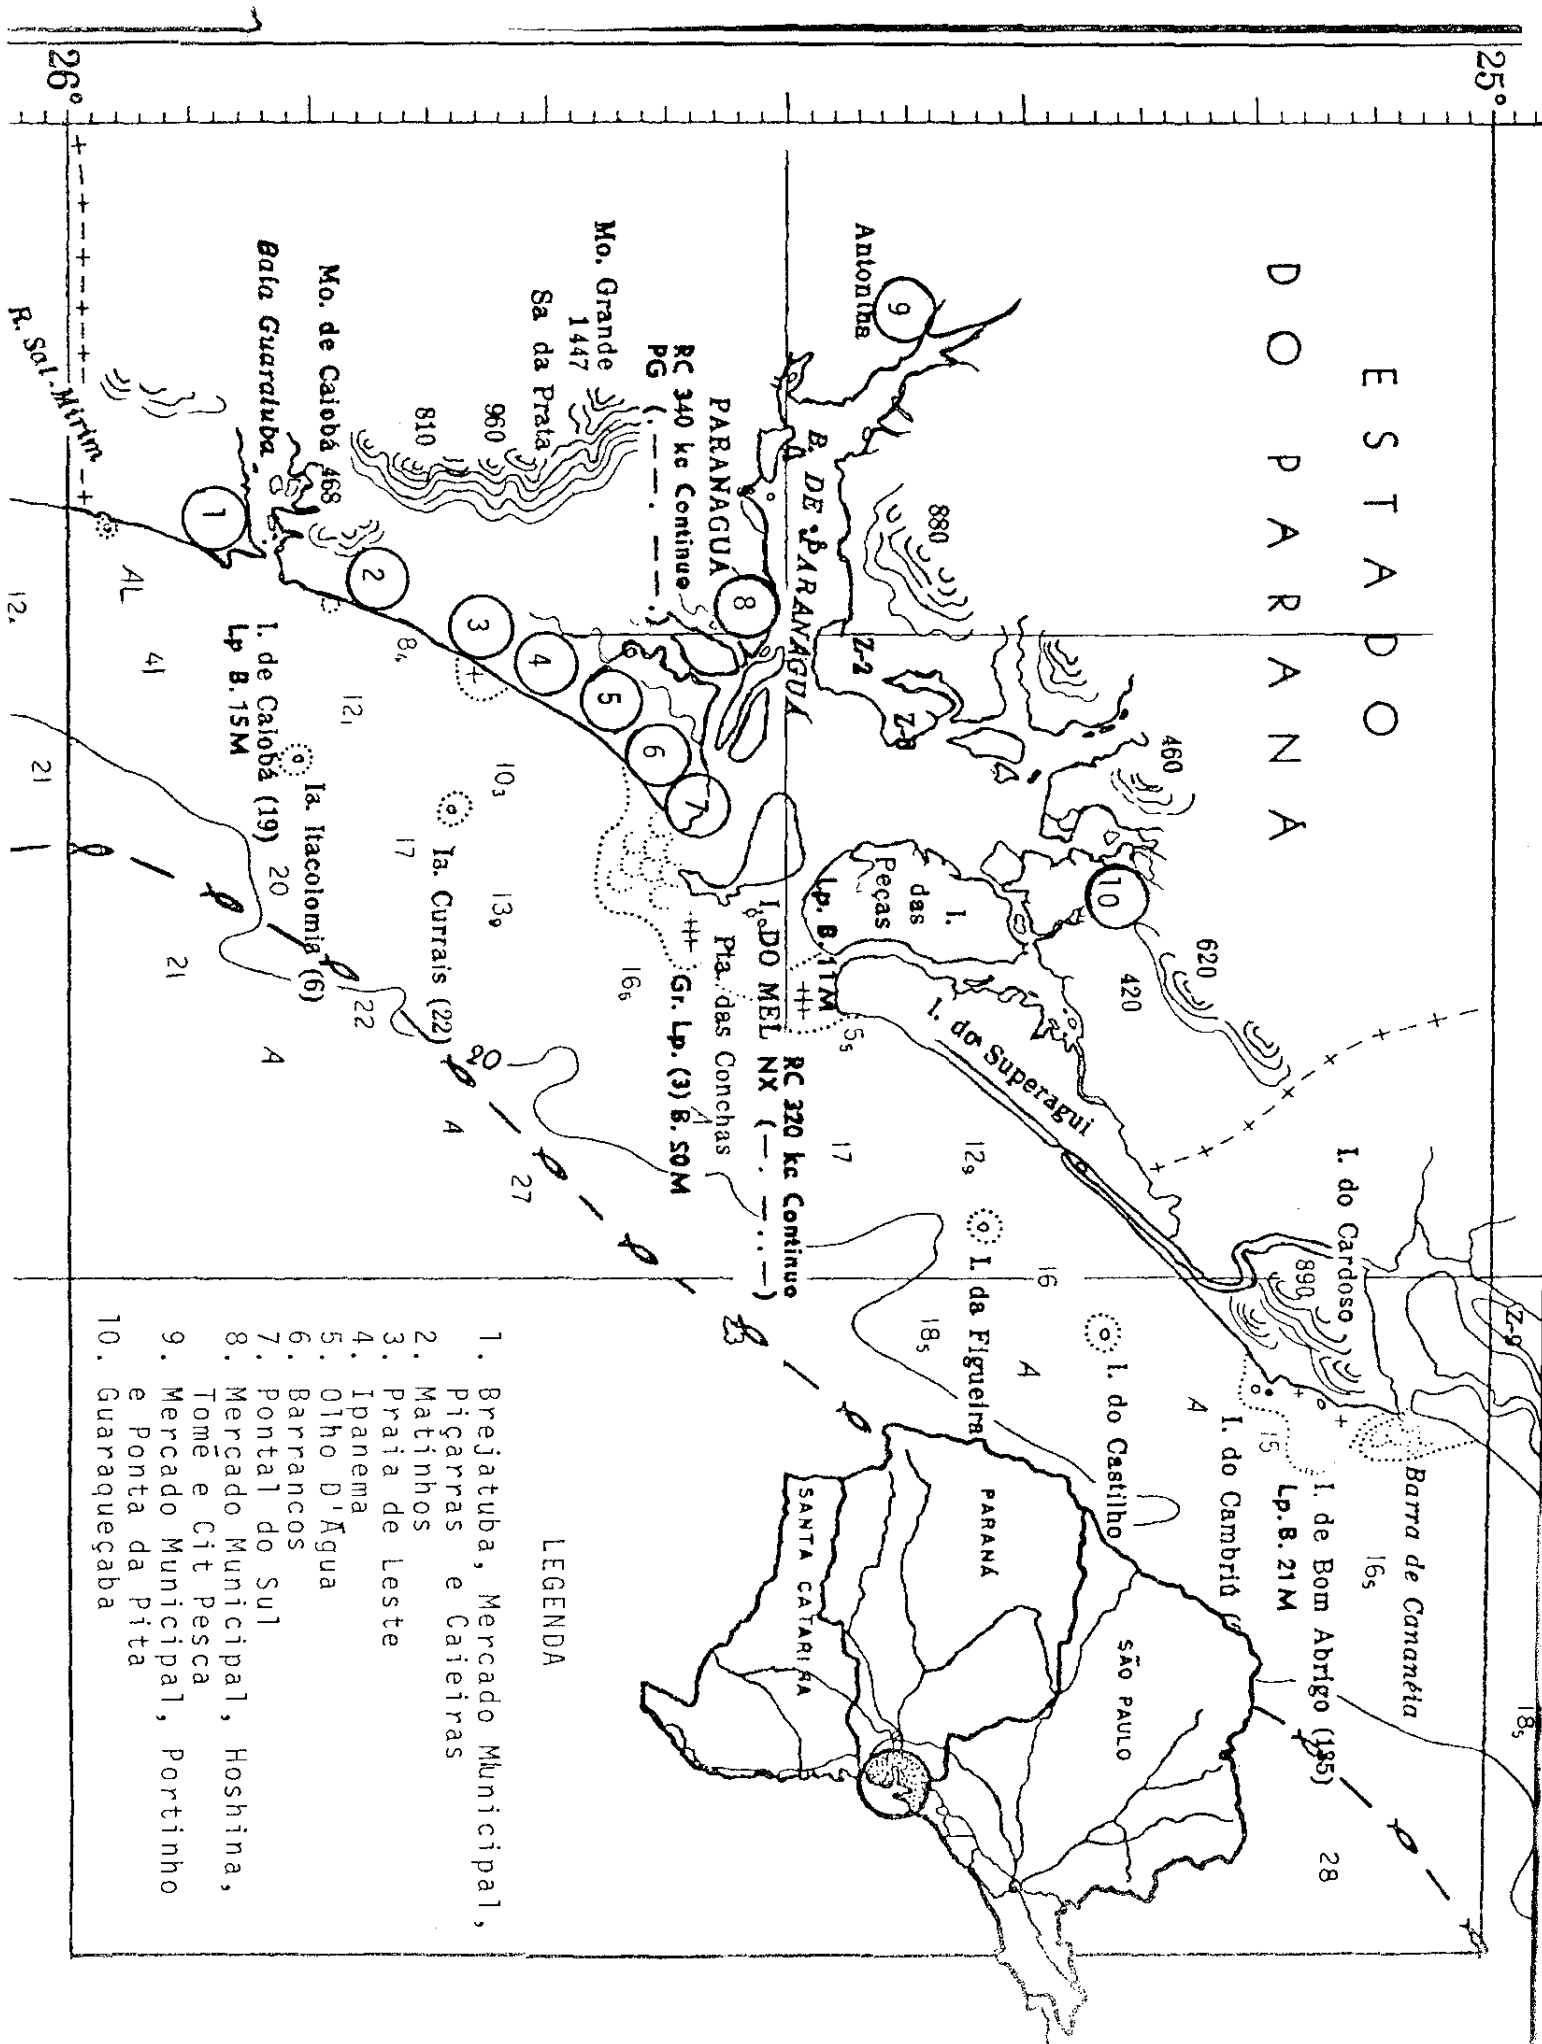 25°
26°
ESTADO
DO PARANÁ
Antoniha
9
B. DE PARANAGUÁ
PARANAGUÁ
8
RC 340 kc Continuo
PG (.--. --.)
Mo. Grande
1447
Sa da Prata
960
810
Mo. de Caiobá 468
Baía Guaratuba
R. Sai-Mirim
880
Z-2
Z-8
460
10
620
420
I.
das
Peças
Lp. B. 11M
I. do Superagui
I. do Cardoso
890
Z-9
Barra de Cananéia
I. de Bom Abrigo (185)
Lp. B. 21M
I. do Cambriú
I. do Castilho
I. da Figueira
RC 320 kc Continuo
I. DO MEL NX (-. -..-)
Pta. das Conchas
Gr. Lp. (3) B. 50M
Ia. Currais (22)
Ia. Itacolomia (6)
I. de Caiobá (19)
Lp B. 15M
1
2
3
4
5
6
7
AL
41
12.
8₄
12₁
10₃
17
13₉
16₅
5₅
17
12₉
16
18₅
15
16₅
18₅
28
20
21
21
22
20
27
23
A
A
A
A
A
PARANÁ
SANTA CATARINA
SÃO PAULO
LEGENDA
1. Brejatuba, Mercado Municipal,
Piçarras e Caieiras
2. Matinhos
3. Praia de Leste
4. Ipanema
5. Olho D'Água
6. Barrancos
7. Pontal do Sul
8. Mercado Municipal, Hoshina,
Tomé e Cit Pesca
9. Mercado Municipal, Portinho
e Ponta da Pita
10. Guaraqueçaba